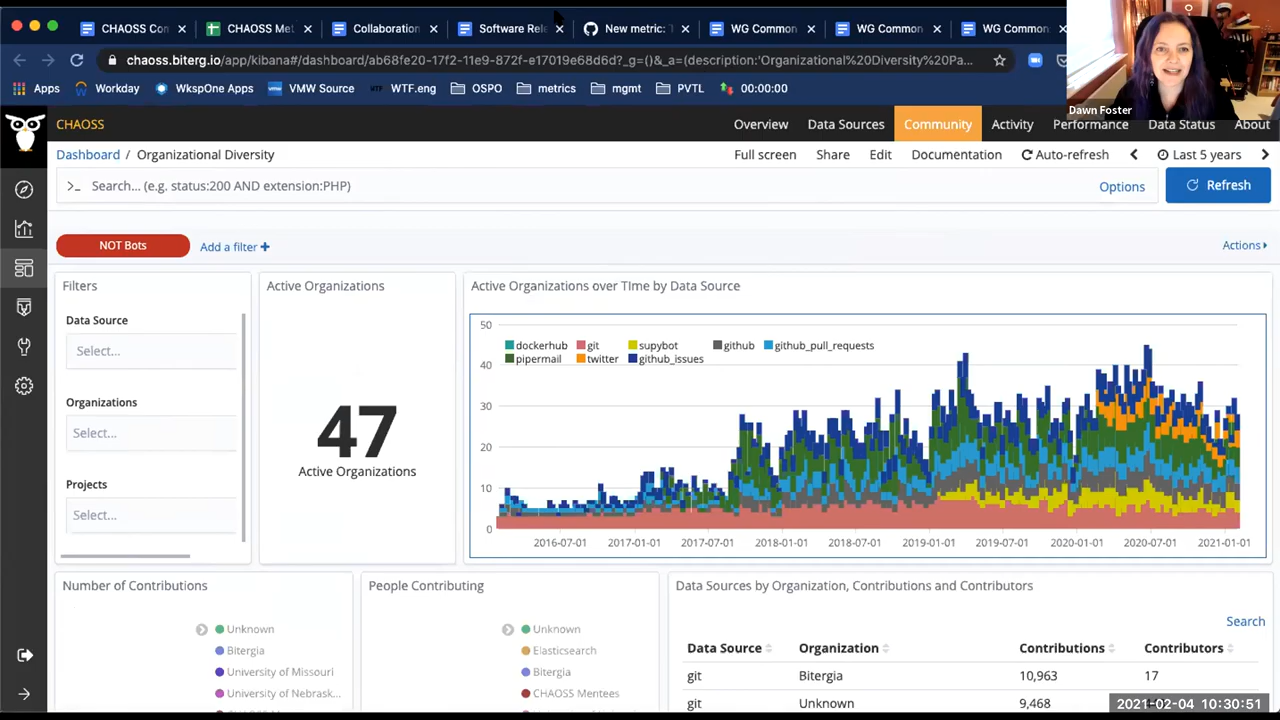 CHAOSS Con
CHAOSS Met
Collaboration
Software Rele
New metric: T
WG Common
WG Common
WG Common
chaoss.biterg.io/app/kibana#/dashboard/ab68fe20-17f2-11e9-872f-e17019e68d6d?_g=()&_a=(description:'Organizational%20Diversity%20Pa...
Apps
Workday
WkspOne Apps
VMW Source
WTF.eng
OSPO
metrics
mgmt
PVTL
00:00:00
Dawn Foster
CHAOSS
Overview
Data Sources
Community
Activity
Performance
Data Status
About
Dashboard / Organizational Diversity
Full screen
Share
Edit
Documentation
Auto-refresh
Last 5 years
>_ Search... (e.g. status:200 AND extension:PHP)
Options
Refresh
NOT Bots
Add a filter +
Actions
Filters
Data Source
Select...
Organizations
Select...
Projects
Select...
Active Organizations
47
Active Organizations
Active Organizations over TIme by Data Source
50
40
30
20
10
0
dockerhub git supybot github github_pull_requests
pipermail twitter github_issues
2016-07-01 2017-01-01 2017-07-01 2018-01-01 2018-07-01 2019-01-01 2019-07-01 2020-01-01 2020-07-01 2021-01-01
Number of Contributions
Unknown
Bitergia
University of Missouri
University of Nebrask...
People Contributing
Unknown
Elasticsearch
Bitergia
CHAOSS Mentees
Data Sources by Organization, Contributions and Contributors
Search
Data Source Organization Contributions Contributors
git Bitergia 10,963 17
git Unknown 9,468
2021-02-04 10:30:51